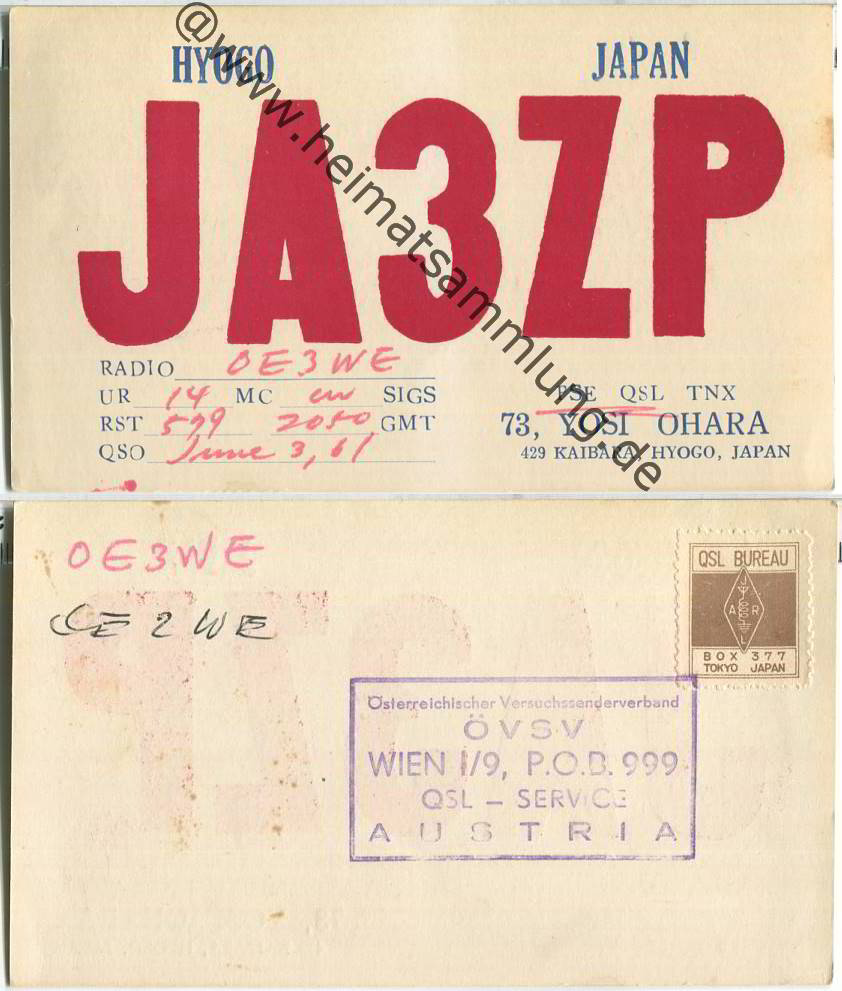 HYOGO JAPAN
JA3ZP
RADIO OE3WE
UR 14 MC cw SIGS
RST 579 2050 GMT
QSO June 3, 61
PSE QSL TNX
73, YOSI OHARA
429 KAIBARA, HYOGO, JAPAN
@www.heimatsammlung.de
OE3WE
OE2WE
QSL BUREAU
J
A R
L
BOX 377
TOKYO JAPAN
Österreichischer Versuchssenderverband
ÖVSV
WIEN I/9, P.O.B. 999
QSL - SERVICE
AUSTRIA